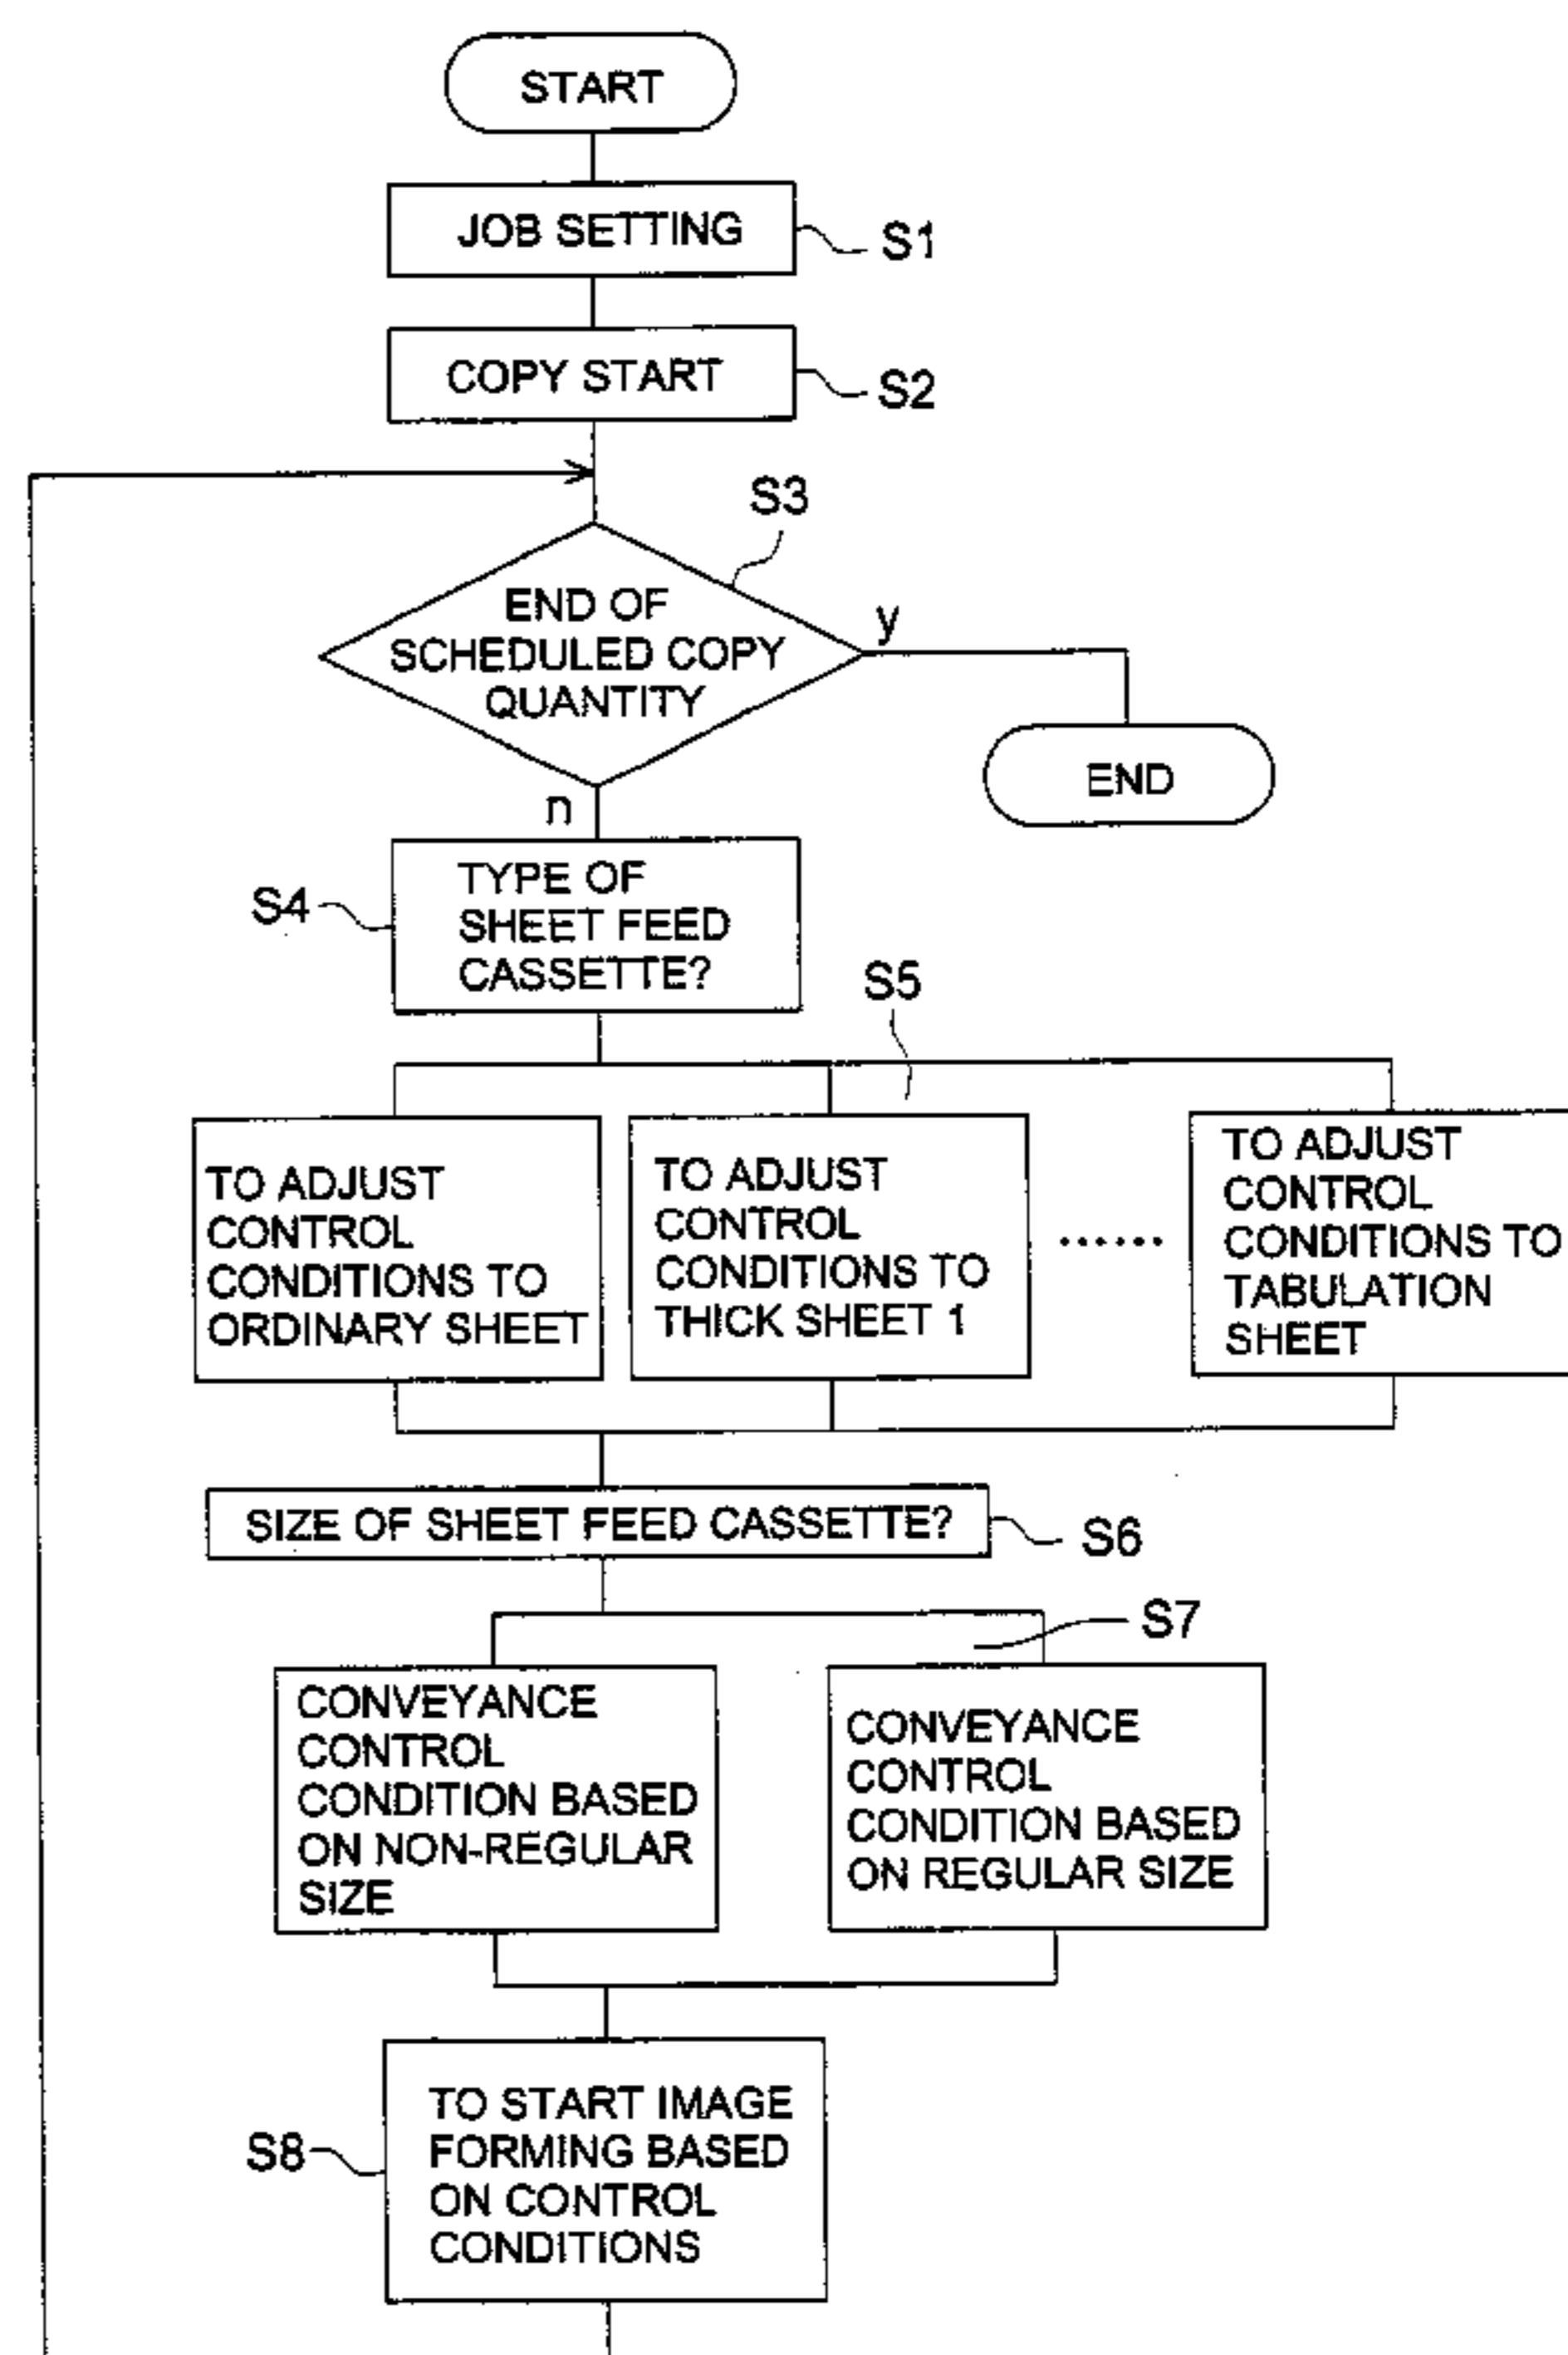 START
JOB SETTING
S1
COPY START
S2
S3
END OF
SCHEDULED COPY
QUANTITY
y
END
n
S4
TYPE OF
SHEET FEED
CASSETTE?
S5
TO ADJUST
CONTROL
CONDITIONS TO
ORDINARY SHEET
TO ADJUST
CONTROL
CONDITIONS TO
THICK SHEET 1
......
TO ADJUST
CONTROL
CONDITIONS TO
TABULATION
SHEET
SIZE OF SHEET FEED CASSETTE?
S6
S7
CONVEYANCE
CONTROL
CONDITION BASED
ON NON-REGULAR
SIZE
CONVEYANCE
CONTROL
CONDITION BASED
ON REGULAR SIZE
S8
TO START IMAGE
FORMING BASED
ON CONTROL
CONDITIONS